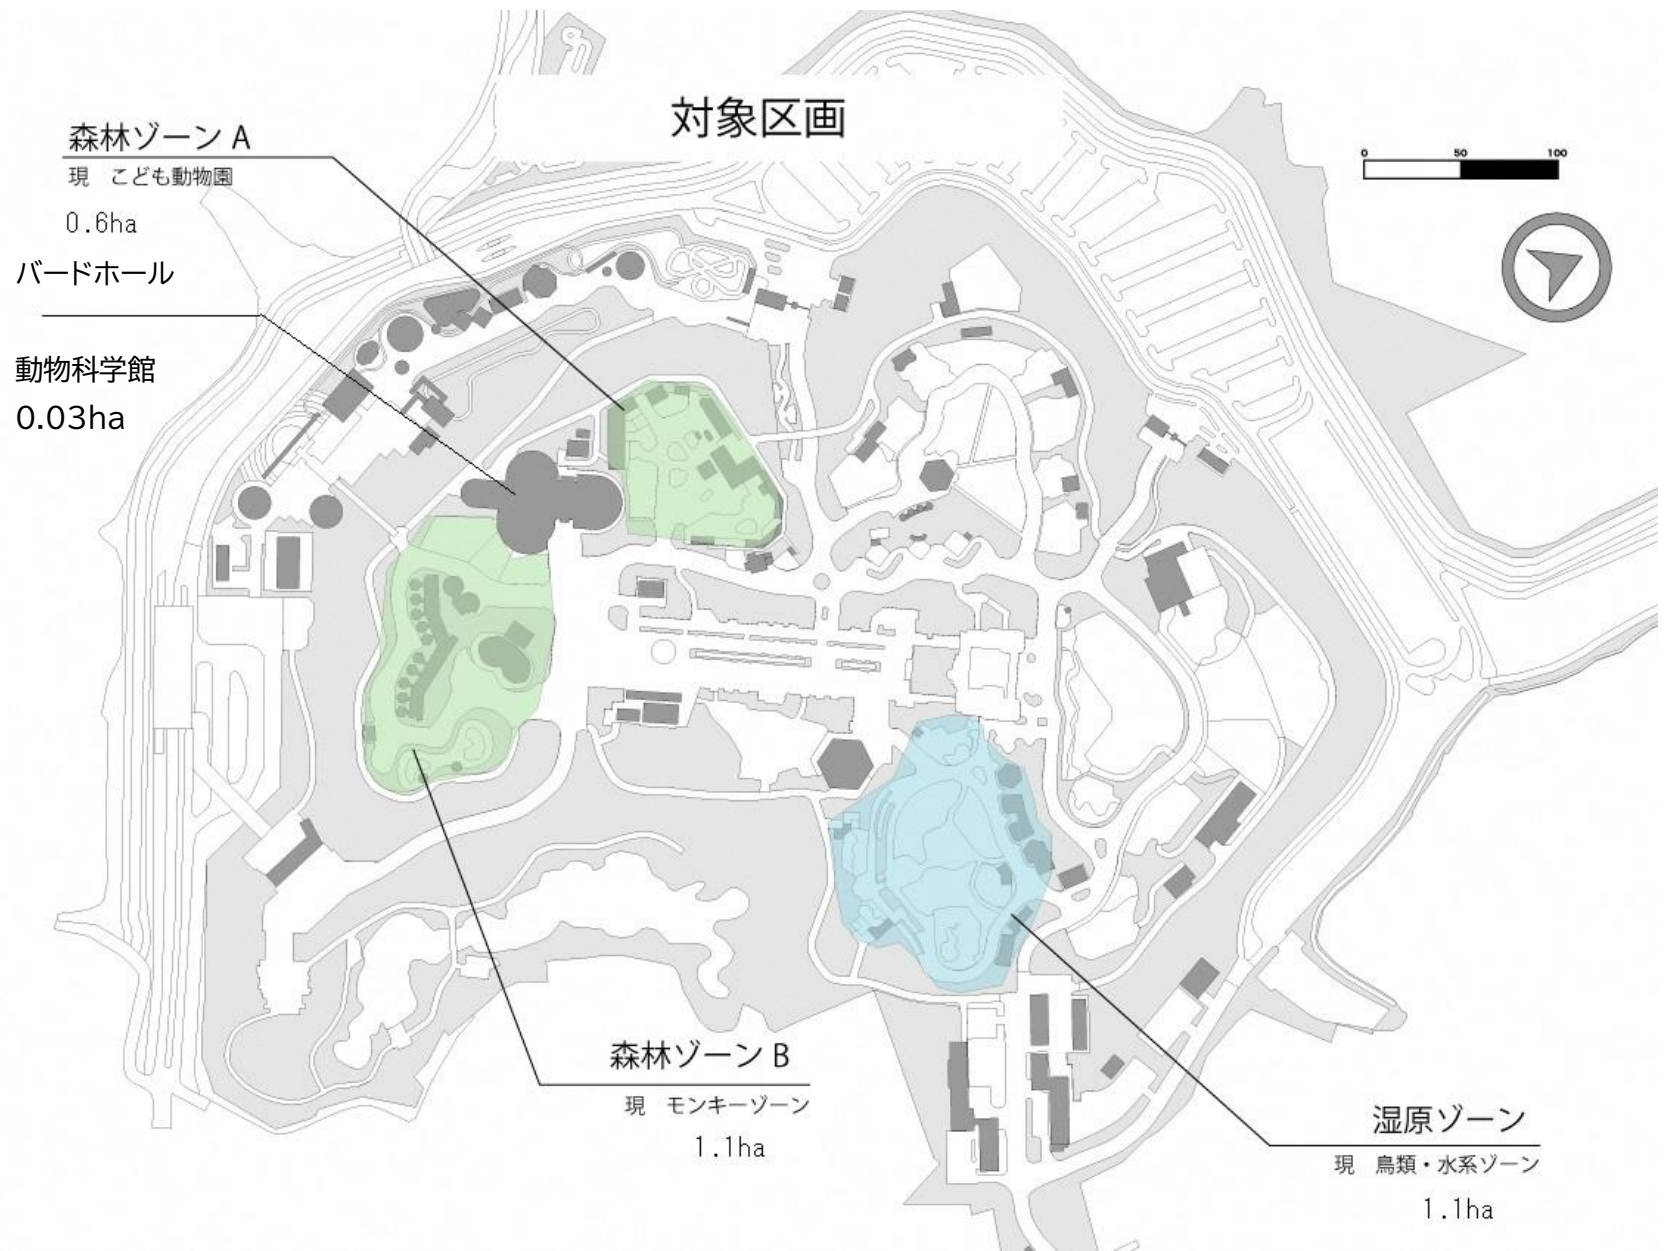 対象区画
森林ゾーン A
現　こども動物園
0.6ha
バードホール
動物科学館
0.03ha
0 50 100
森林ゾーン B
現　モンキーゾーン
1.1ha
湿原ゾーン
現　鳥類・水系ゾーン
1.1ha